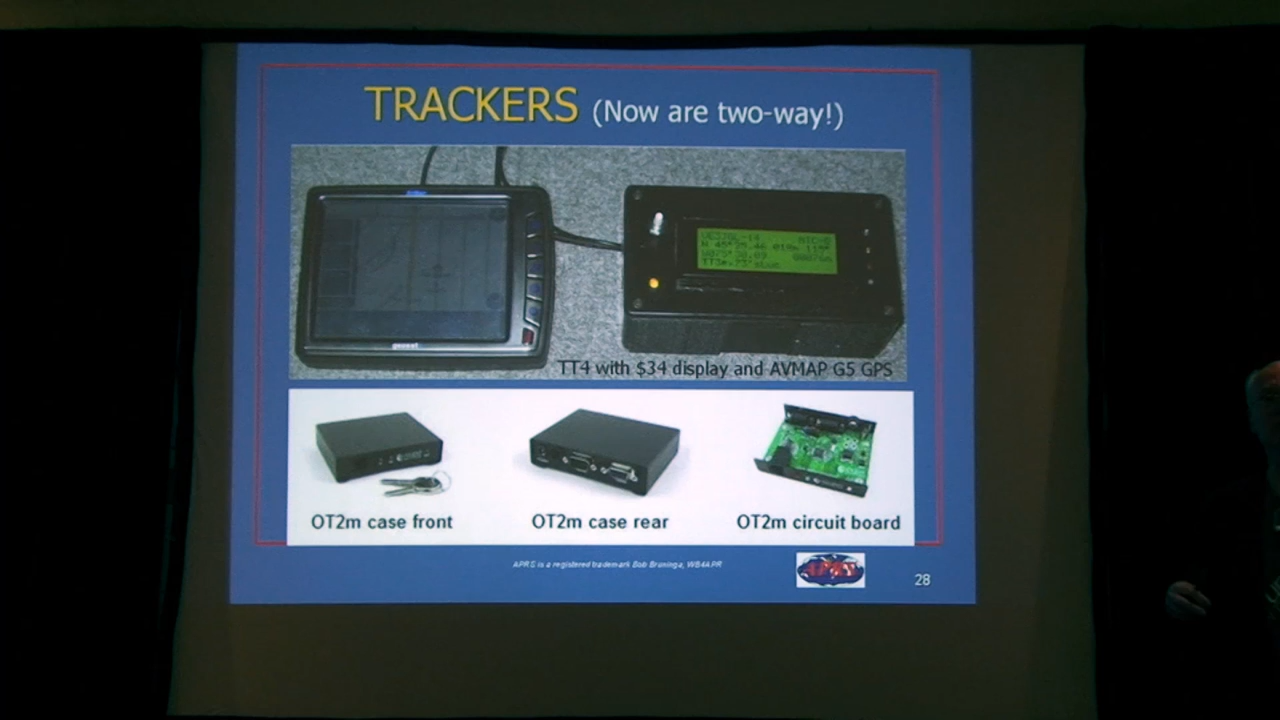 TRACKERS (Now are two-way!)
TT4 with $34 display and AVMAP G5 GPS
OT2m case front
OT2m case rear
OT2m circuit board
APRS is a registered trademark Bob Bruninga, WB4APR
APRS
28